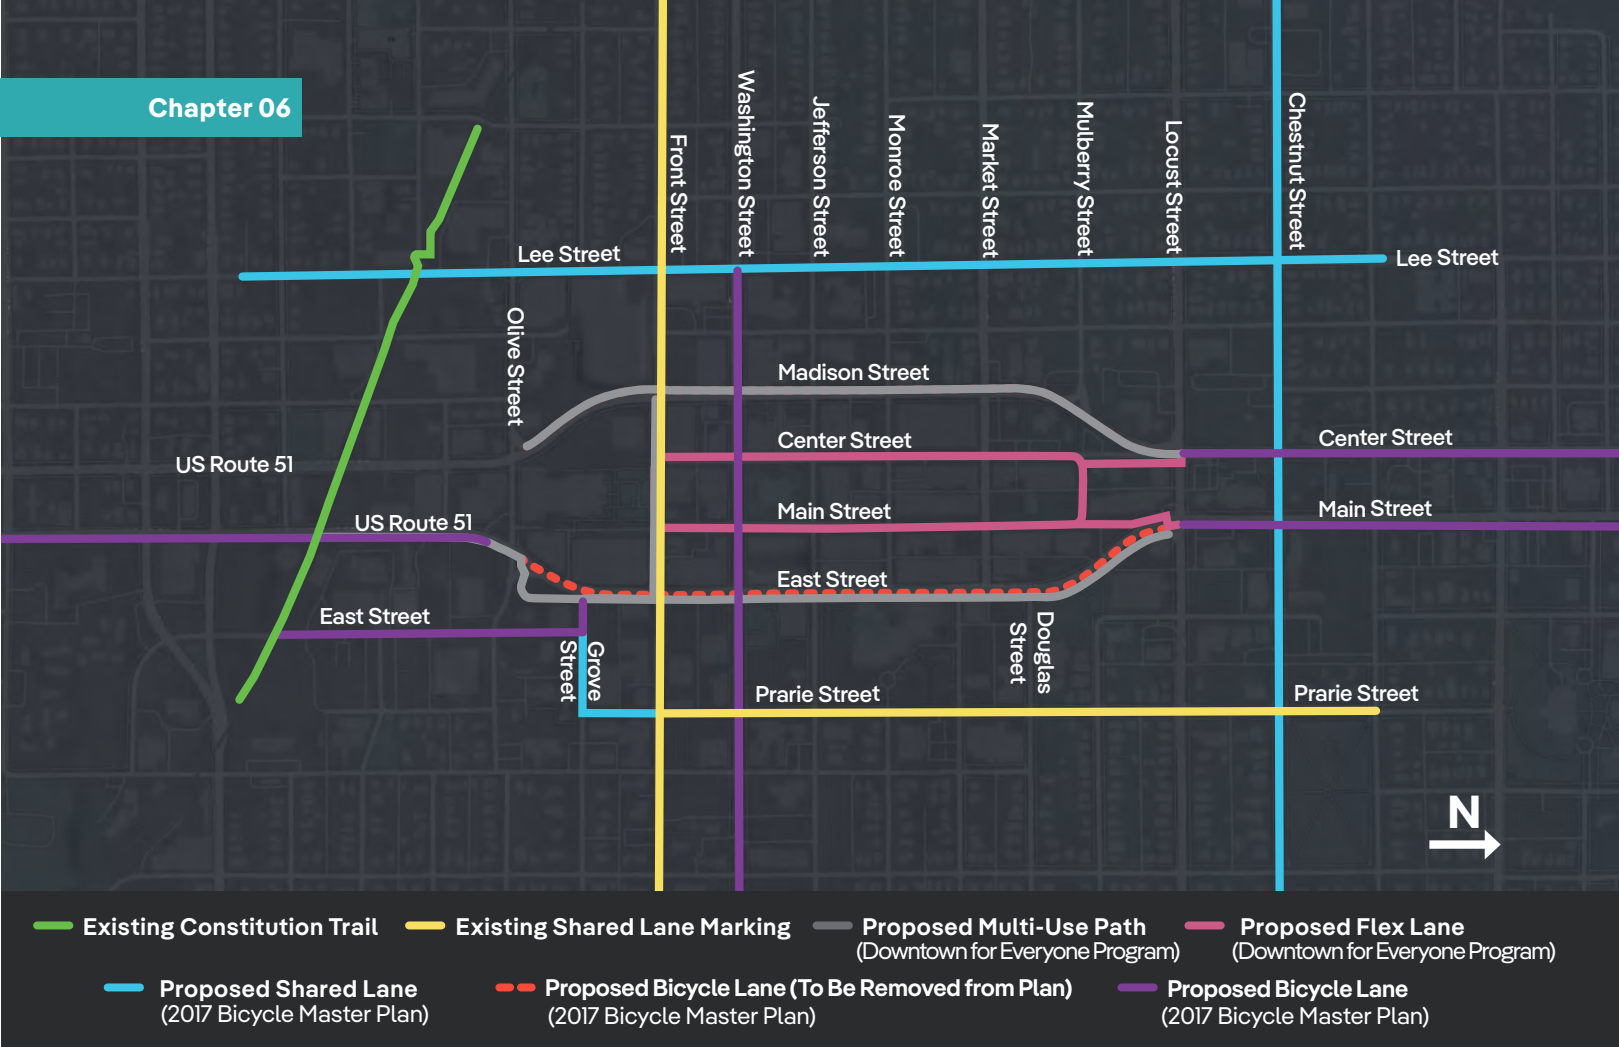 Chapter 06
Front Street
Washington Street
Jefferson Street
Monroe Street
Market Street
Mulberry Street
Locust Street
Chestnut Street
Lee Street
Lee Street
Olive Street
Madison Street
Center Street
Center Street
US Route 51
Main Street
Main Street
US Route 51
East Street
East Street
Grove
Street
Douglas
Street
Prarie Street
Prarie Street
N
Existing Constitution Trail
Existing Shared Lane Marking
Proposed Multi-Use Path
(Downtown for Everyone Program)
Proposed Flex Lane
(Downtown for Everyone Program)
Proposed Shared Lane
(2017 Bicycle Master Plan)
Proposed Bicycle Lane (To Be Removed from Plan)
(2017 Bicycle Master Plan)
Proposed Bicycle Lane
(2017 Bicycle Master Plan)